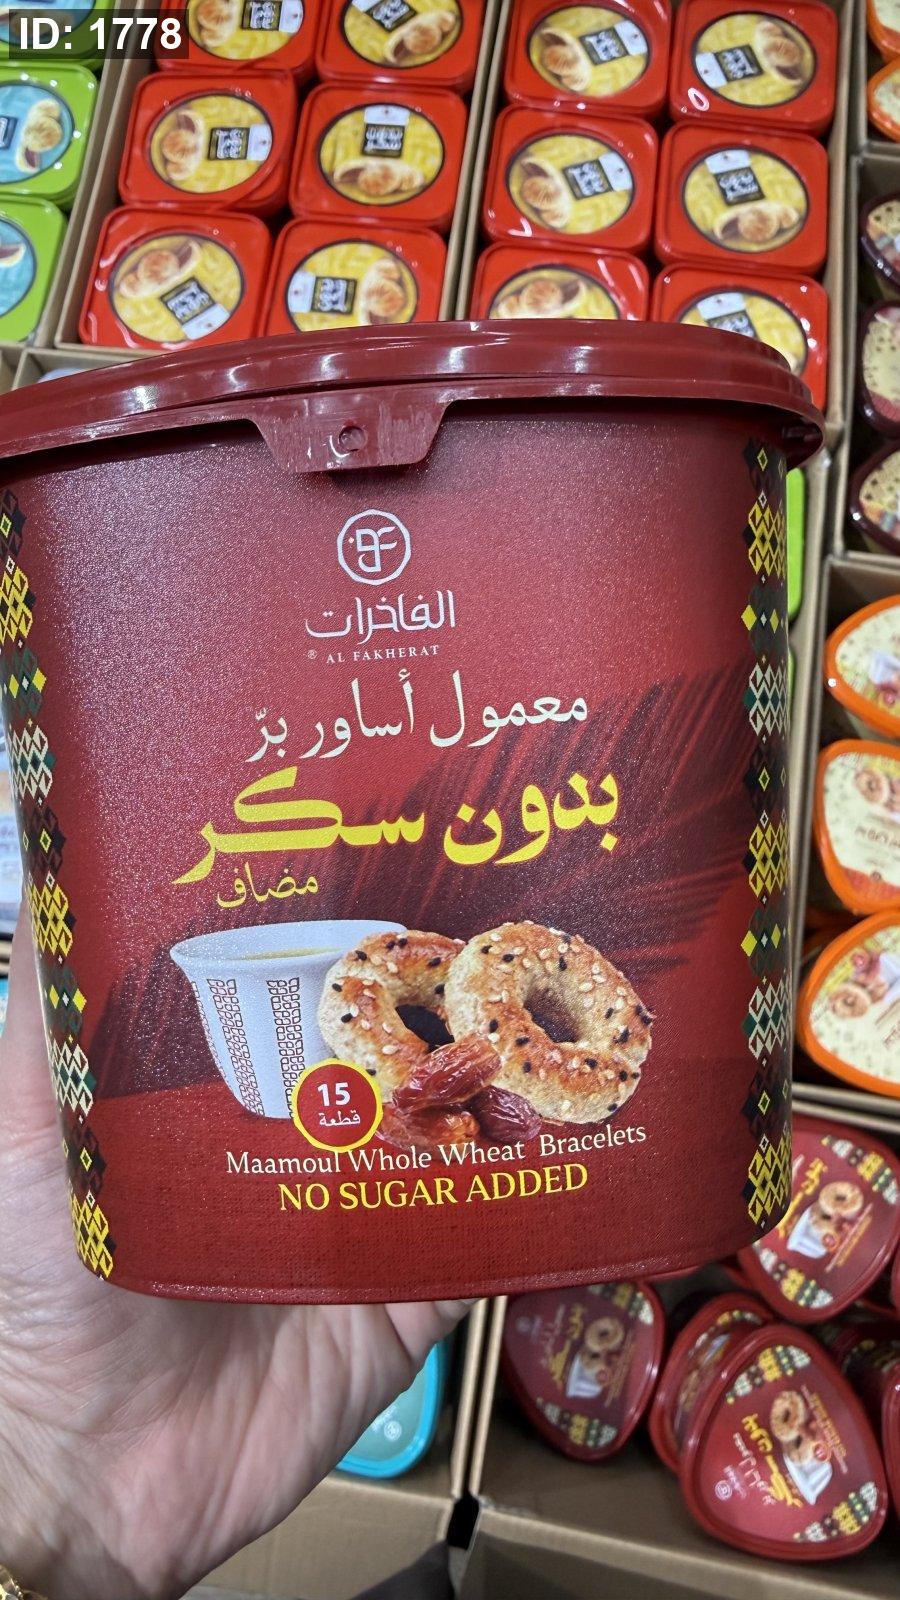 ID: 1778
الفاخرات
® AL FAKHERAT
معمول أساور برّ
بدون سكر
مضاف
15
قطعة
Maamoul Whole Wheat Bracelets
NO SUGAR ADDED